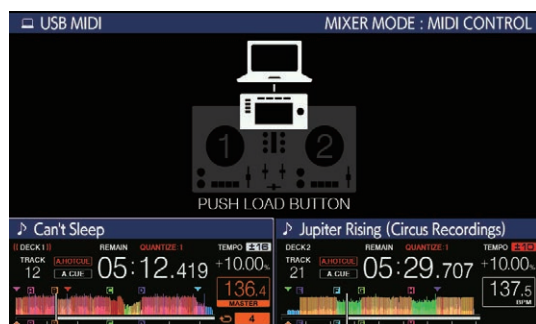 USB MIDI
MIXER MODE : MIDI CONTROL
1 2
PUSH LOAD BUTTON
♪ Can't Sleep
((DECK1)) REMAIN QUANTIZE:1 TEMPO ±16
TRACK 12 A.HOTCUE A CUE 05:12.419 +10.00%
136.4
MASTER
4
♪ Jupiter Rising (Circus Recordings)
DECK2 REMAIN QUANTIZE:1 TEMPO ±10
TRACK 21 A.HOTCUE A CUE 05:29.707 +10.00%
137.5
BPM